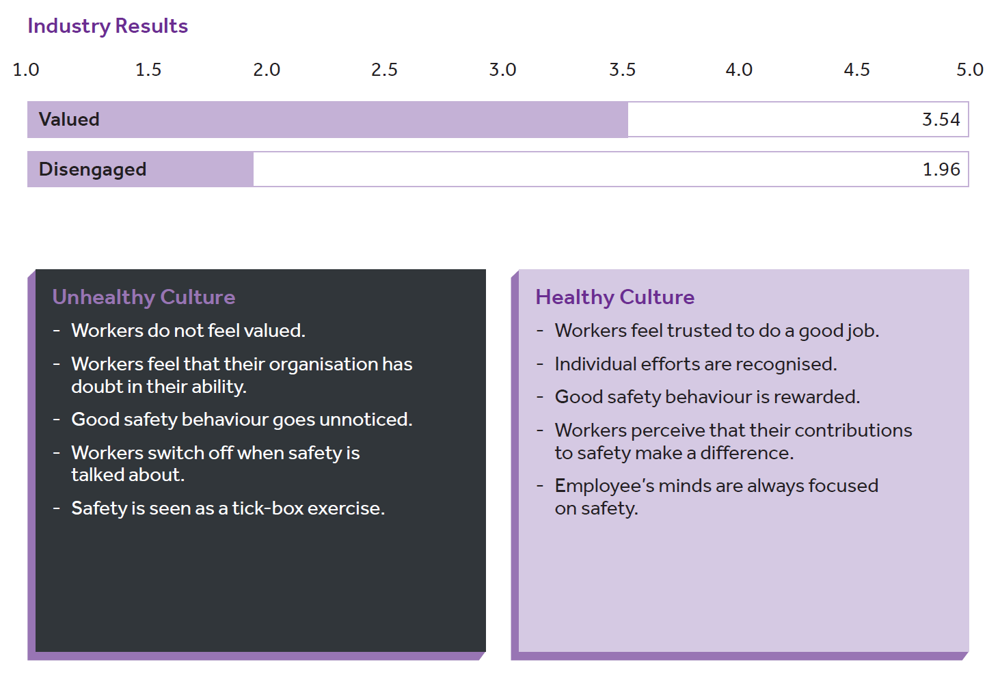 Industry Results
1.0 1.5 2.0 2.5 3.0 3.5 4.0 4.5 5.0
Valued 3.54
Disengaged 1.96
Unhealthy Culture
- Workers do not feel valued.
- Workers feel that their organisation has
doubt in their ability.
- Good safety behaviour goes unnoticed.
- Workers switch off when safety is
talked about.
- Safety is seen as a tick-box exercise.
Healthy Culture
- Workers feel trusted to do a good job.
- Individual efforts are recognised.
- Good safety behaviour is rewarded.
- Workers perceive that their contributions
to safety make a difference.
- Employee’s minds are always focused
on safety.